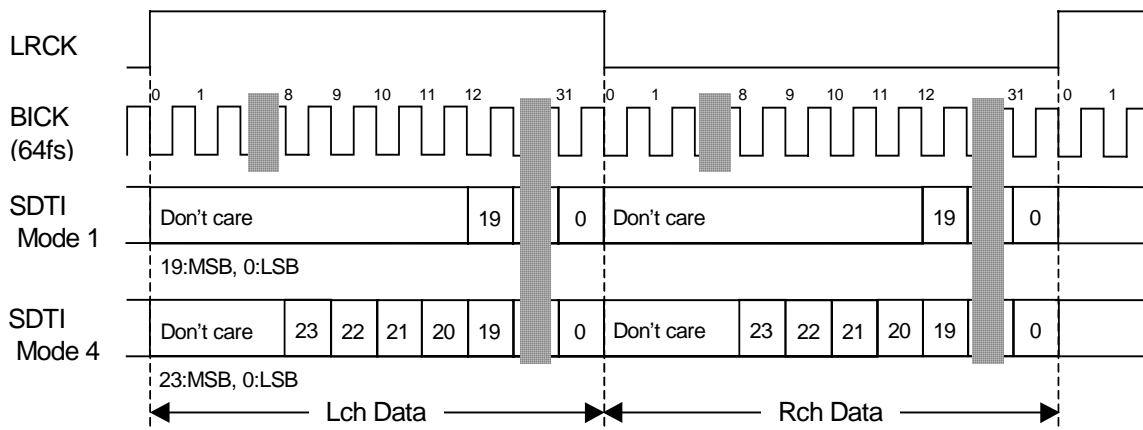 LRCK
0 1 8 9 10 11 12 31 0 1 8 9 10 11 12 31 0 1
BICK
(64fs)
SDTI
Mode 1
Don't care 19 0 Don't care 19 0
19:MSB, 0:LSB
SDTI
Mode 4
Don't care 23 22 21 20 19 0 Don't care 23 22 21 20 19 0
23:MSB, 0:LSB
Lch Data Rch Data